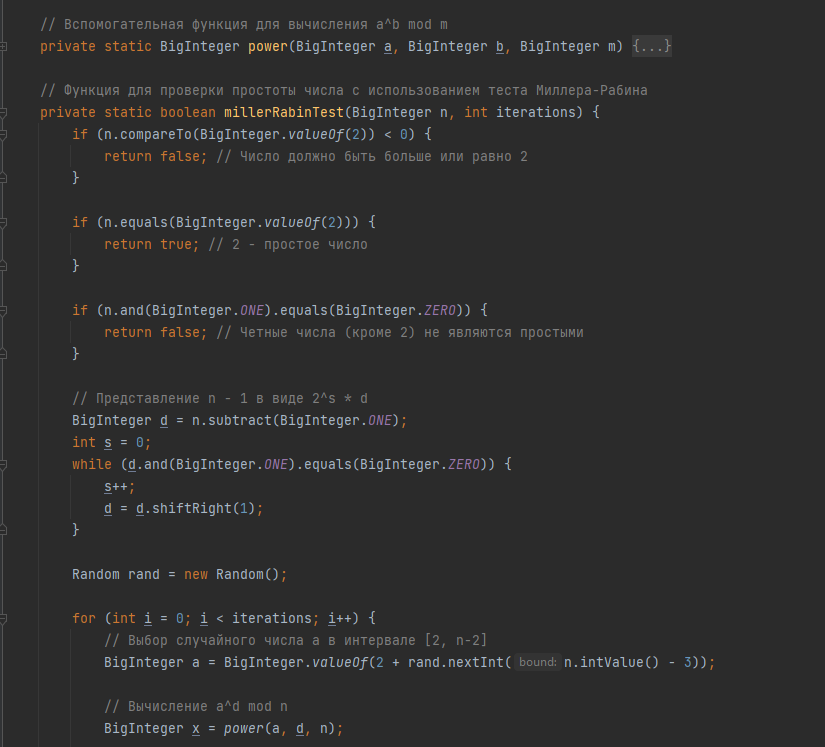 // Вспомогательная функция для вычисления a^b mod m
private static BigInteger power(BigInteger a, BigInteger b, BigInteger m) {...}
// Функция для проверки простоты числа с использованием теста Миллера-Рабина
private static boolean millerRabinTest(BigInteger n, int iterations) {
if (n.compareTo(BigInteger.valueOf(2)) < 0) {
return false; // Число должно быть больше или равно 2
}
if (n.equals(BigInteger.valueOf(2))) {
return true; // 2 - простое число
}
if (n.and(BigInteger.ONE).equals(BigInteger.ZERO)) {
return false; // Четные числа (кроме 2) не являются простыми
}
// Представление n - 1 в виде 2^s * d
BigInteger d = n.subtract(BigInteger.ONE);
int s = 0;
while (d.and(BigInteger.ONE).equals(BigInteger.ZERO)) {
s++;
d = d.shiftRight(1);
}
Random rand = new Random();
for (int i = 0; i < iterations; i++) {
// Выбор случайного числа a в интервале [2, n-2]
BigInteger a = BigInteger.valueOf(2 + rand.nextInt( bound: n.intValue() - 3));
// Вычисление a^d mod n
BigInteger x = power(a, d, n);